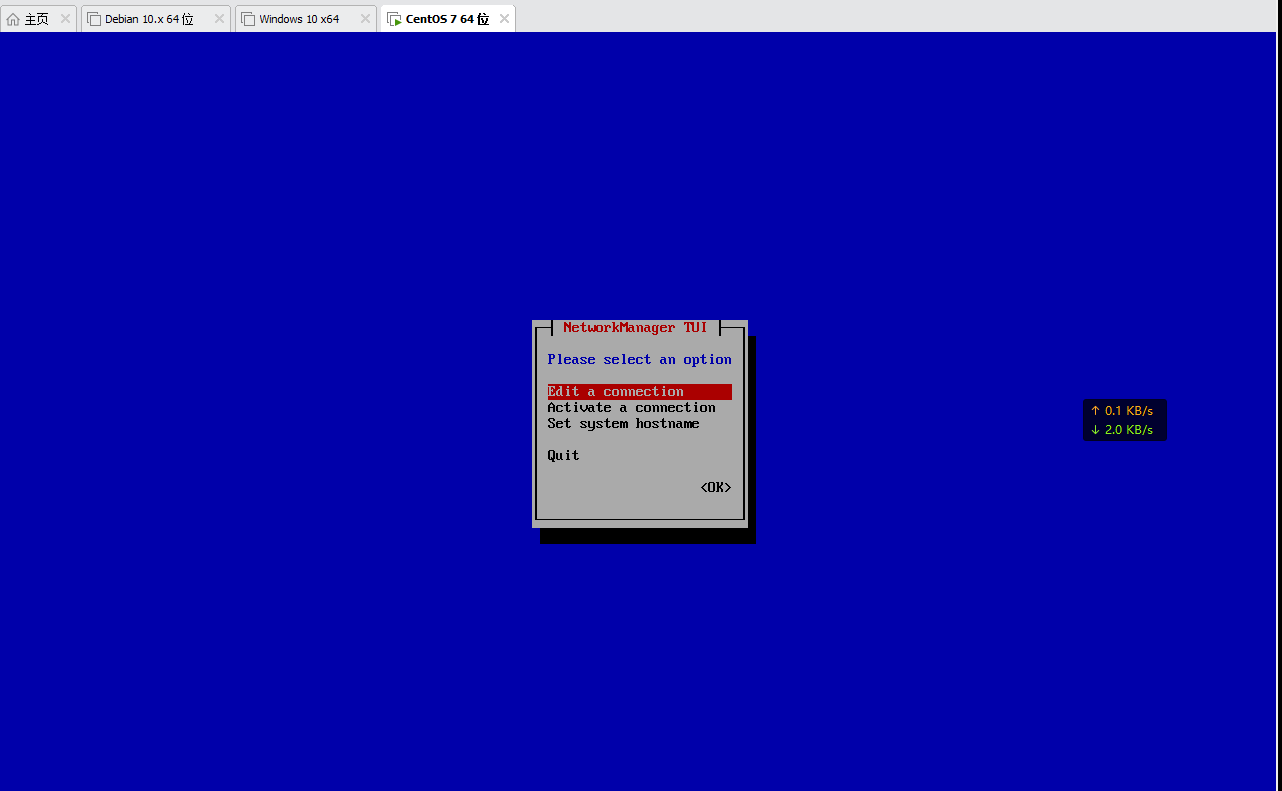 主页
Debian 10.x 64 位
Windows 10 x64
CentOS 7 64 位
NetworkManager TUI
Please select an option
Edit a connection
Activate a connection
Set system hostname
Quit
<OK>
↑ 0.1 KB/s
↓ 2.0 KB/s